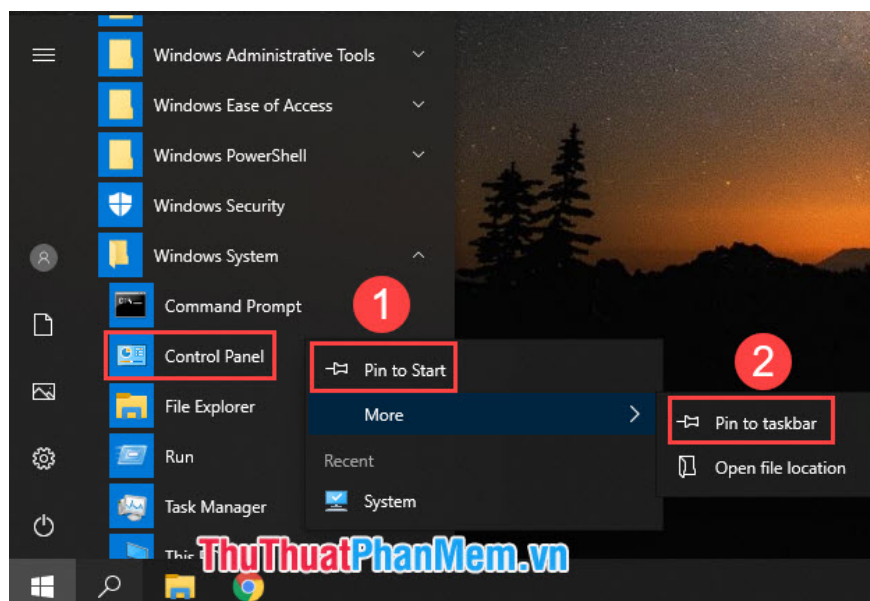 Windows Administrative Tools
Windows Ease of Access
Windows PowerShell
Windows Security
Windows System
Command Prompt
1
Control Panel
Pin to Start
2
File Explorer
More
Pin to taskbar
Run
Recent
Open file location
Task Manager
System
This
ThuThuatPhanMem.vn